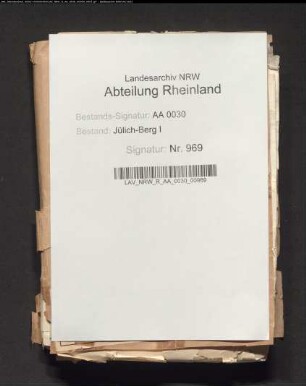 Landesarchiv NRW
Abteilung Rheinland
Bestands-Signatur: AA 0030
Bestand: Jülich-Berg I
Signatur: Nr. 969
LAV_NRW_R_AA_0030_00969